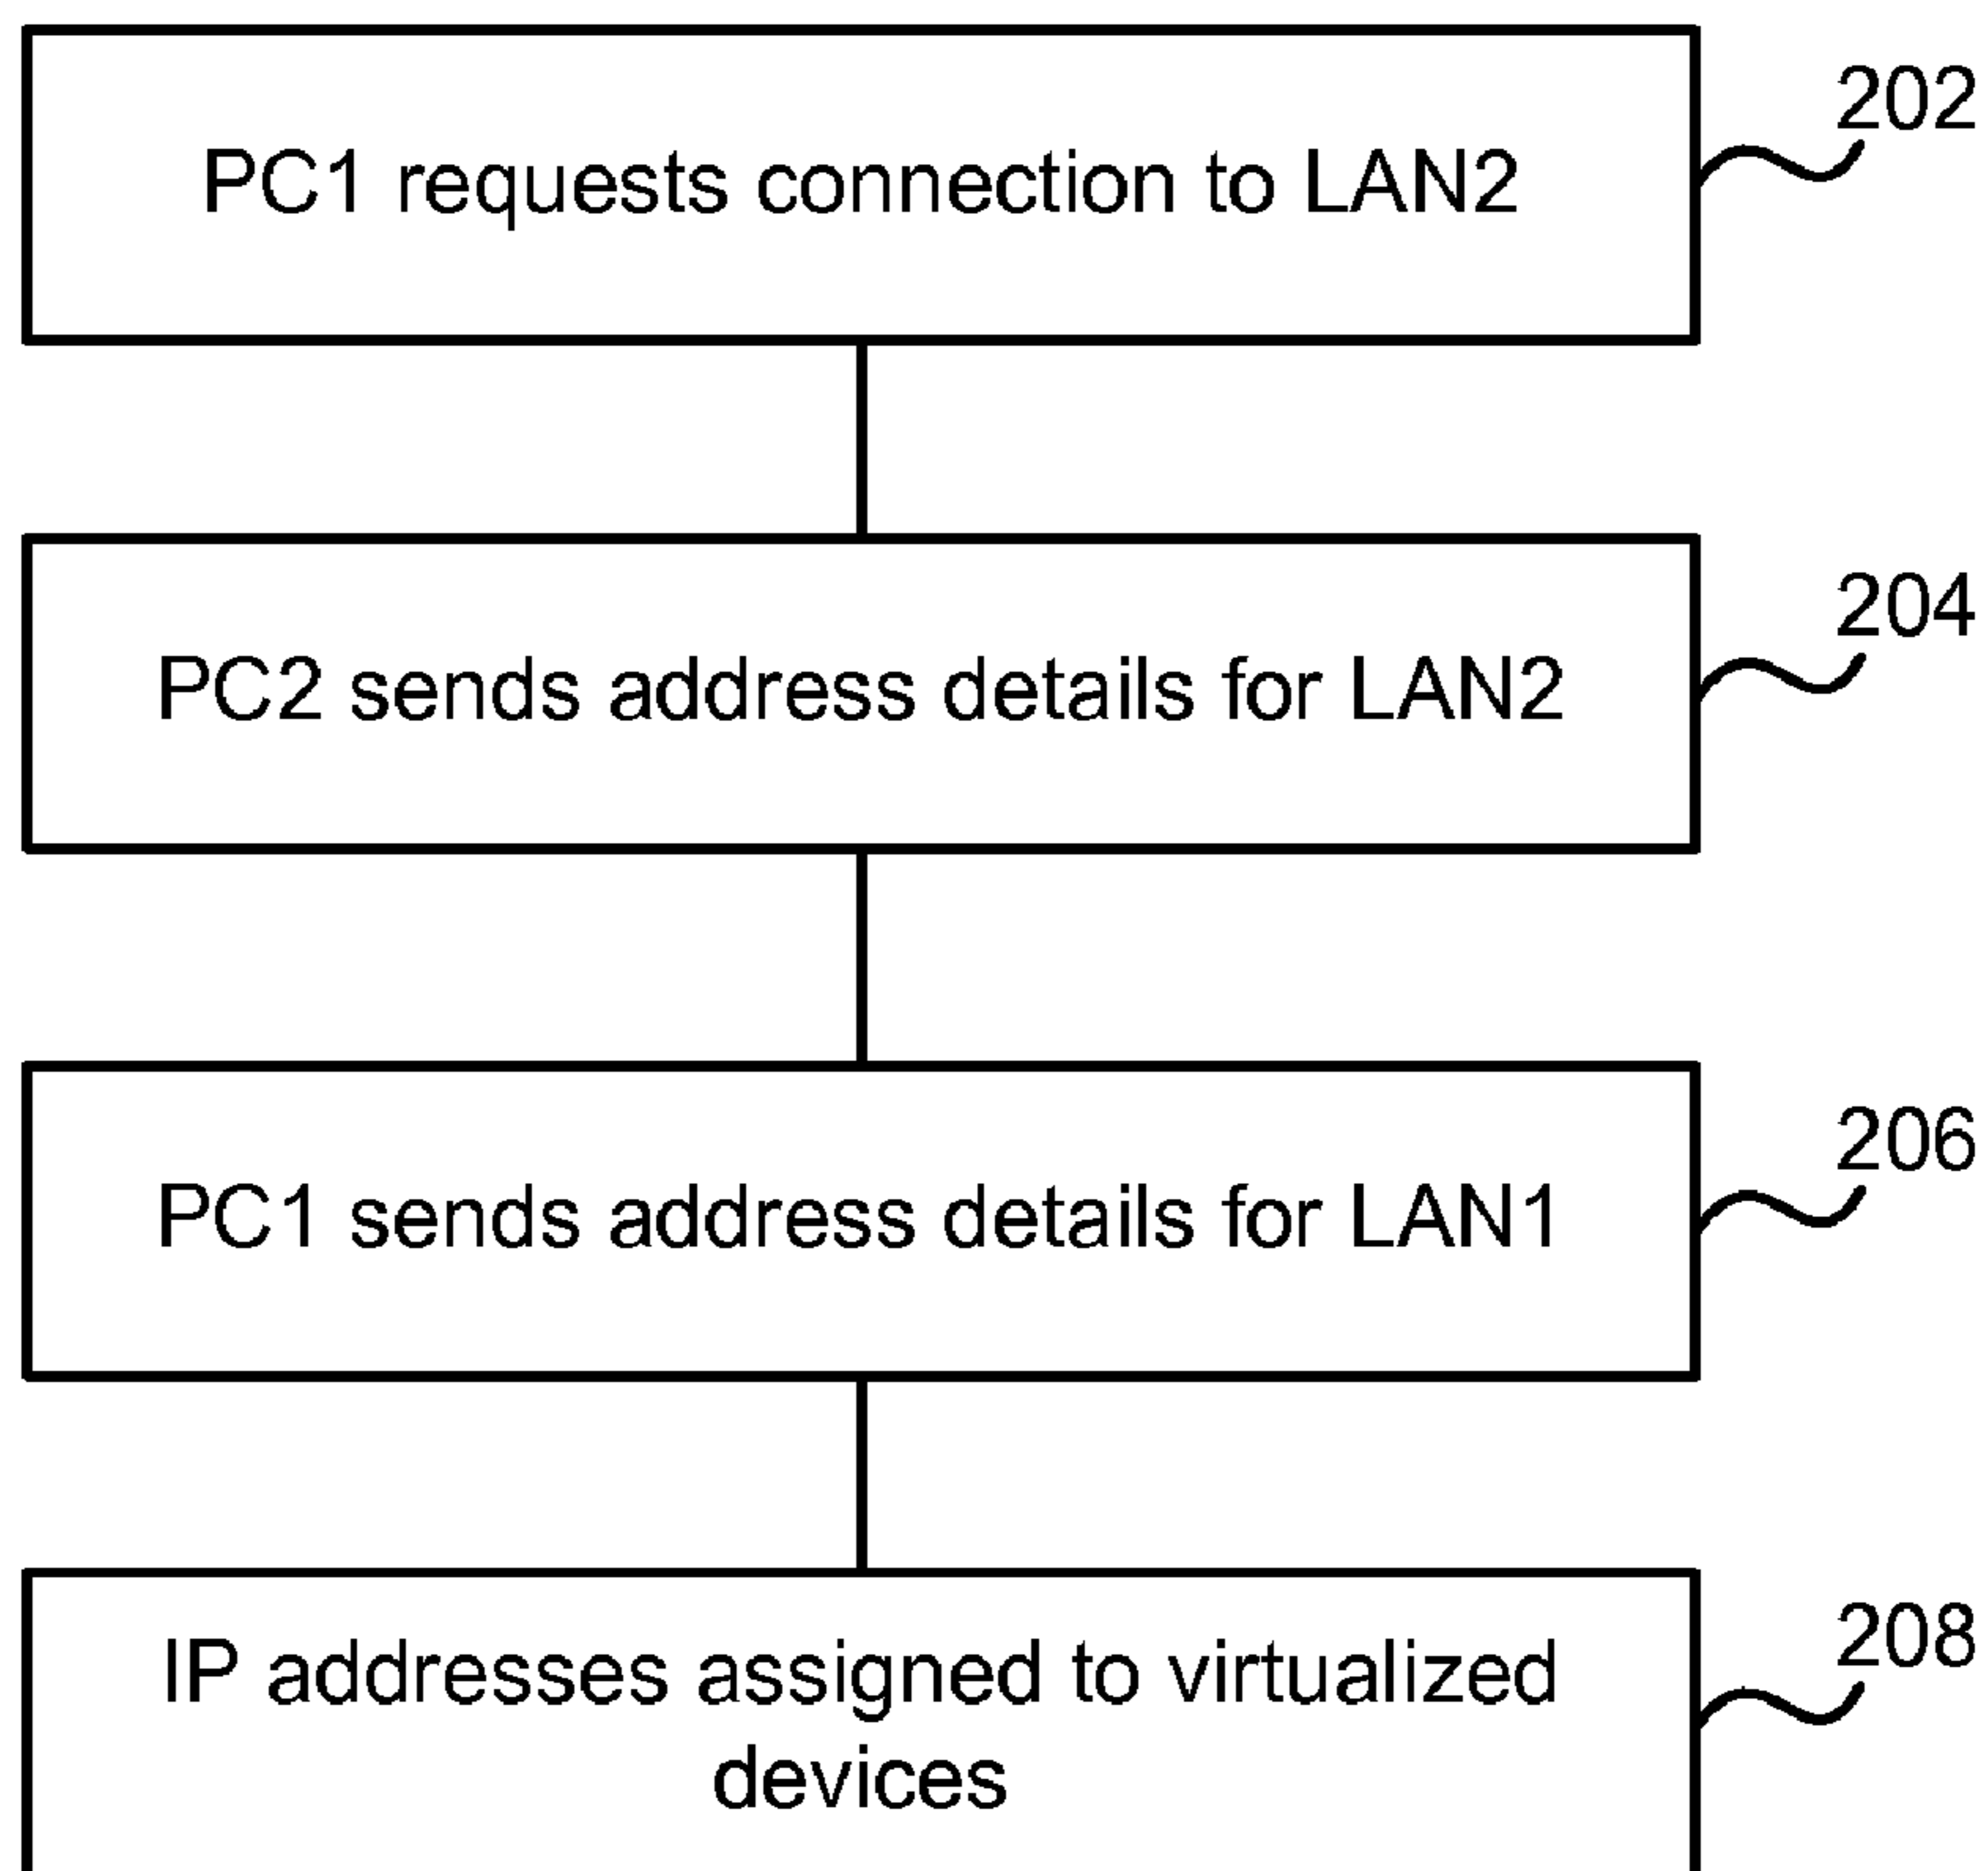 202
PC1 requests connection to LAN2
204
PC2 sends address details for LAN2
206
PC1 sends address details for LAN1
208
IP addresses assigned to virtualized
devices